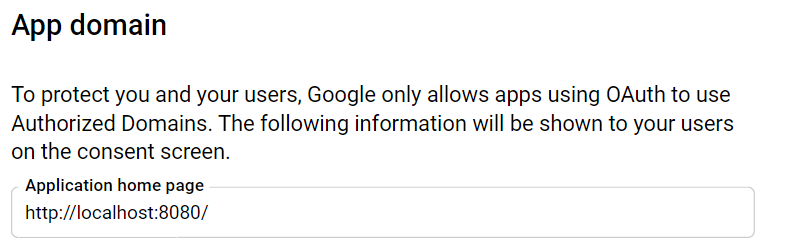 App domain
To protect you and your users, Google only allows apps using OAuth to use
Authorized Domains. The following information will be shown to your users
on the consent screen.
Application home page
http://localhost:8080/